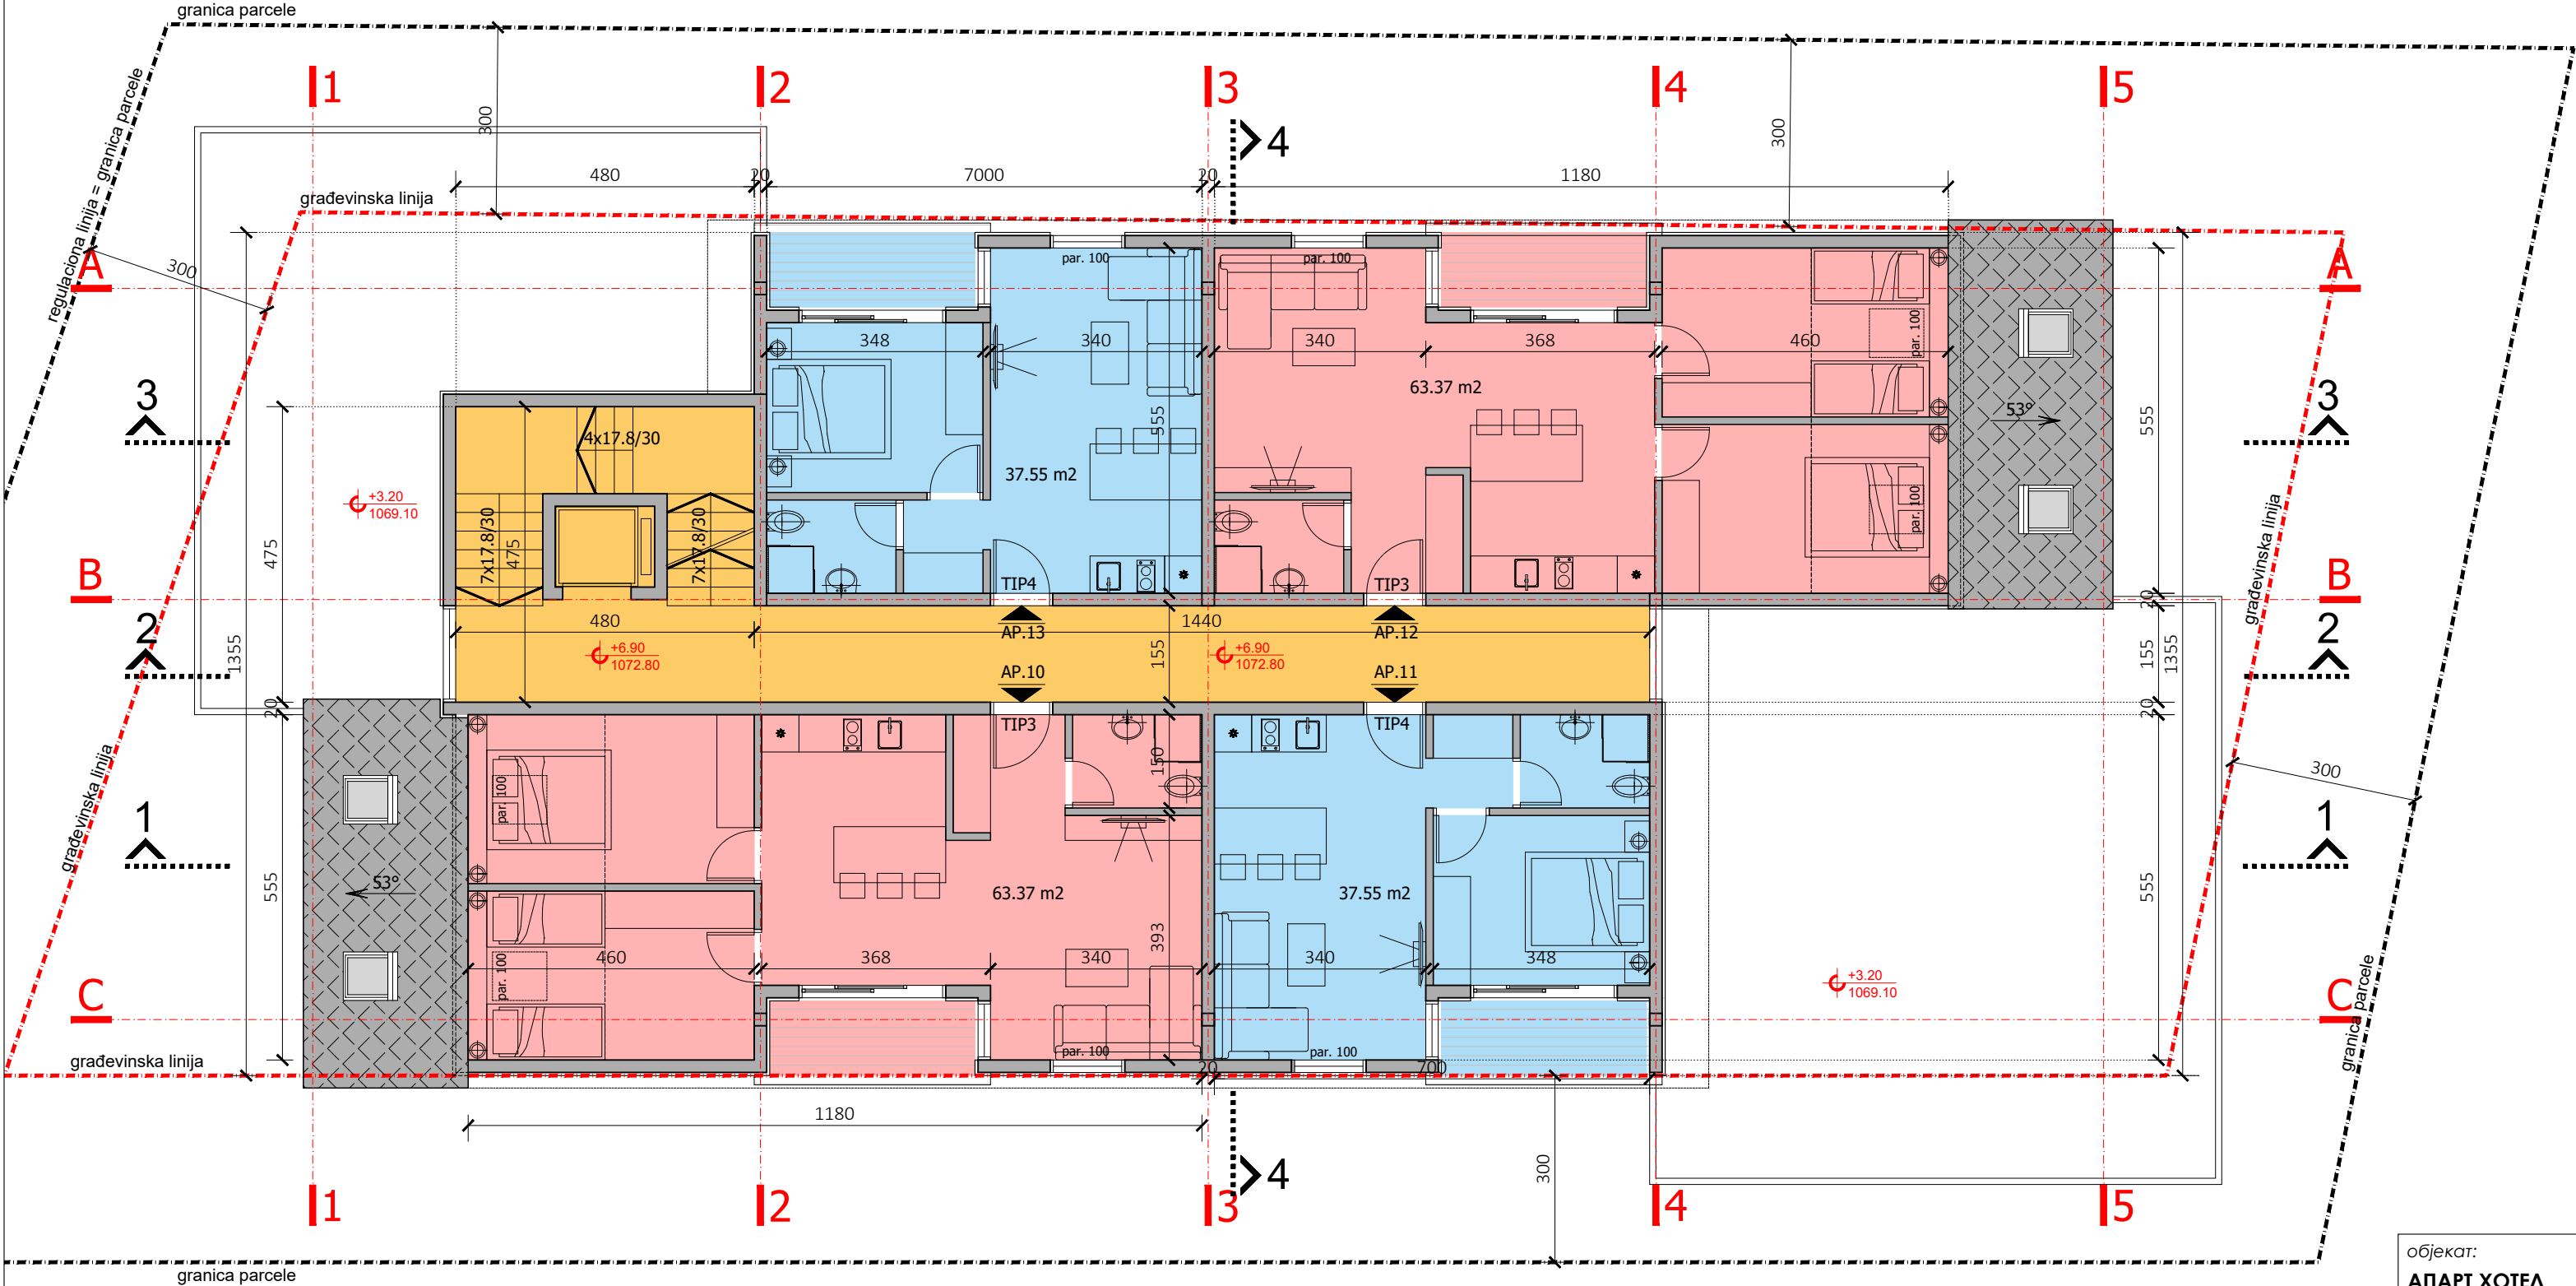 granica parcele
regulaciona linija = granica parcele
1
2
3
4
5
300
300
4
480
20
7000
20
1180
građevinska linija
A
300
A
par. 100
par. 100
348
340
340
368
460
par. 100
63.37 m2
3
3
53°
555
555
4x17.8/30
37.55 m2
+3.20
1069.10
7x17.8/30
475
7x17.8/30
475
par. 100
građevinska linija
B
TIP4
TIP3
B
20
480
1440
AP.13
AP.12
2
2
1355
+6.90
1072.80
155
+6.90
1072.80
155
1355
AP.10
AP.11
20
20
TIP3
TIP4
150
300
građevinska linija
par. 100
1
1
53°
63.37 m2
37.55 m2
555
555
393
460
368
340
340
348
par. 100
+3.20
1069.10
C
C
granica parcele
građevinska linija
par. 100
par. 100
20
700
1180
300
4
1
2
3
4
5
granica parcele
објекат:
АПАРТ ХОТЕЛ